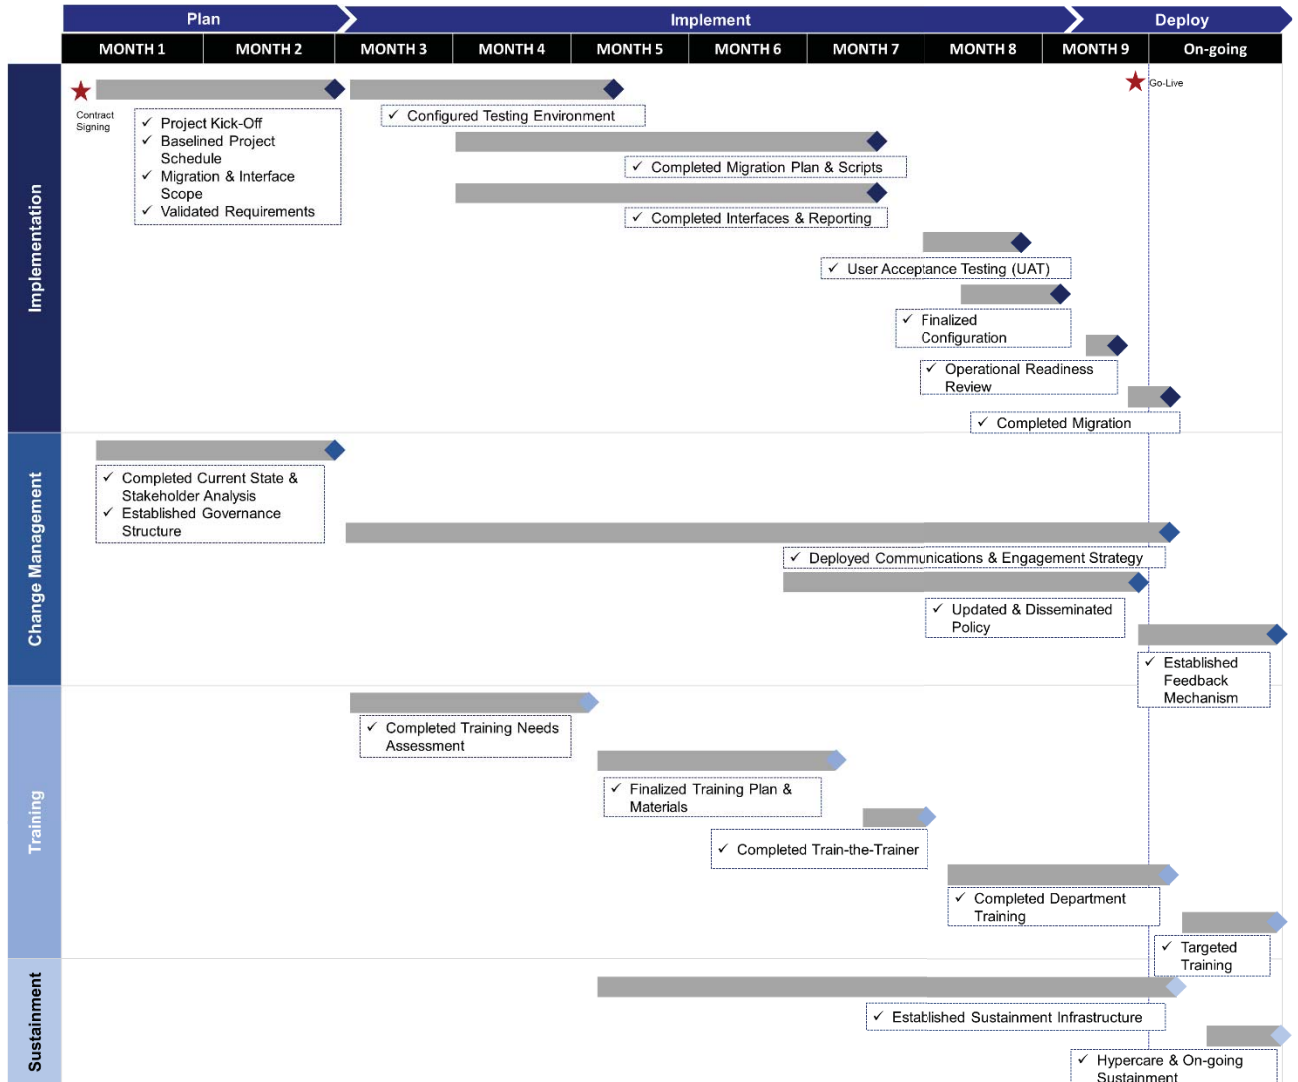 Plan
Implement
Deploy
MONTH 1
MONTH 2
MONTH 3
MONTH 4
MONTH 5
MONTH 6
MONTH 7
MONTH 8
MONTH 9
On-going
Implementation
Contract
Signing
Go-Live
✓ Project Kick-Off
✓ Baselined Project
Schedule
✓ Migration & Interface
Scope
✓ Validated Requirements
✓ Configured Testing Environment
✓ Completed Migration Plan & Scripts
✓ Completed Interfaces & Reporting
✓ User Acceptance Testing (UAT)
✓ Finalized
Configuration
✓ Operational Readiness
Review
✓ Completed Migration
Change Management
✓ Completed Current State &
Stakeholder Analysis
✓ Established Governance
Structure
✓ Deployed Communications & Engagement Strategy
✓ Updated & Disseminated
Policy
✓ Established
Feedback
Mechanism
Training
✓ Completed Training Needs
Assessment
✓ Finalized Training Plan &
Materials
✓ Completed Train-the-Trainer
✓ Completed Department
Training
✓ Targeted
Training
Sustainment
✓ Established Sustainment Infrastructure
✓ Hypercare & On-going
Sustainment